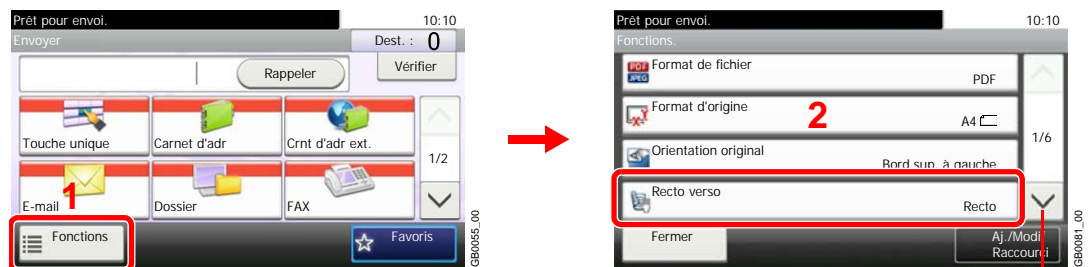 Prêt pour envoi.
10:10
Envoyer
Dest. : 0
Rappeler
Vérifier
Touche unique
Carnet d'adr
Crnt d'adr ext.
1/2
1
E-mail
Dossier
FAX
Fonctions
Favoris
GB0055_00
Prêt pour envoi.
10:10
Fonctions.
PDF
JPEG
Format de fichier
PDF
Format d'origine
2
A4
1/6
Orientation original
Bord sup. à gauche
Recto verso
Recto
Fermer
Aj./Modif
Raccourci
GB0081_00